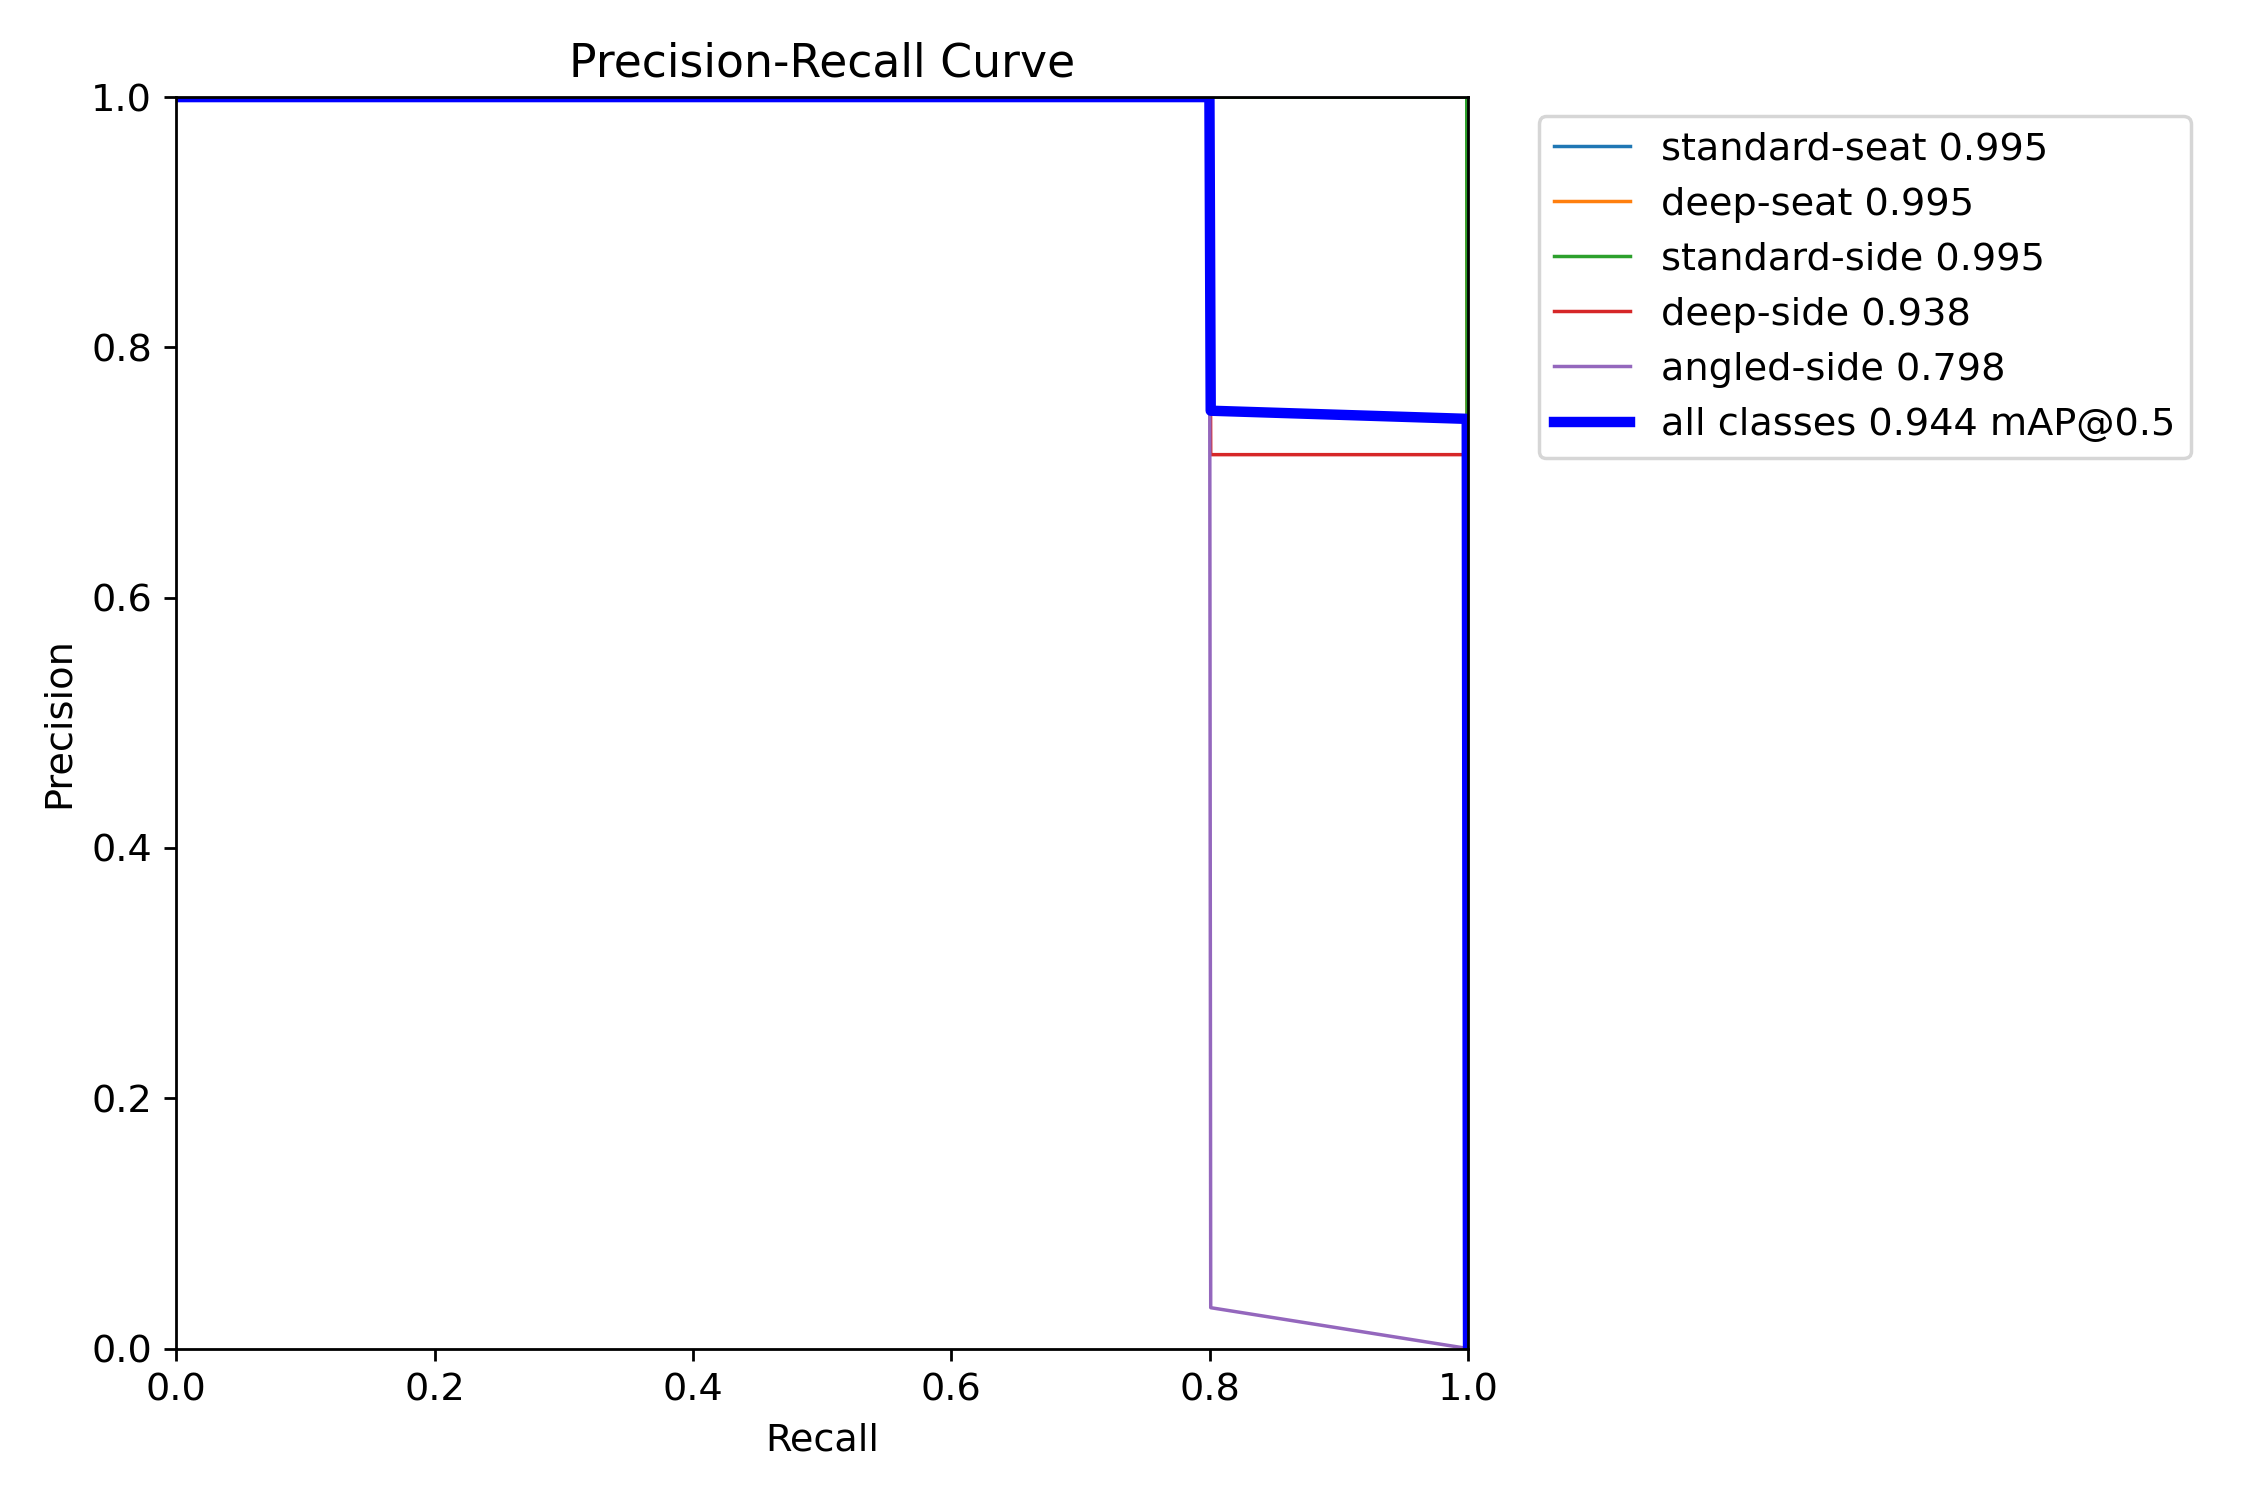 Precision-Recall Curve
1.0
0.8
0.6
0.4
0.2
0.0
Precision
0.0 0.2 0.4 0.6 0.8 1.0
Recall
standard-seat 0.995
deep-seat 0.995
standard-side 0.995
deep-side 0.938
angled-side 0.798
all classes 0.944 mAP@0.5